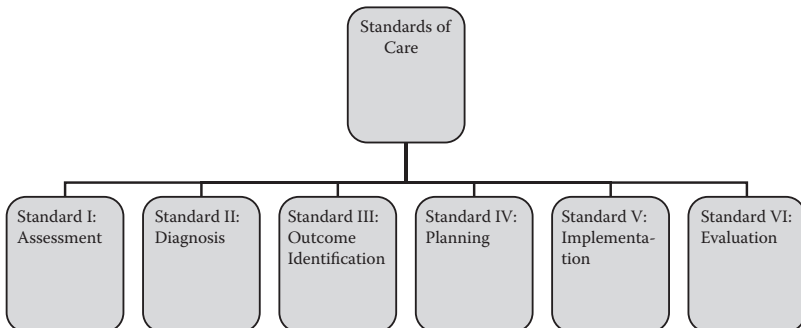 Standards of
Care
Standard I:
Assessment
Standard II:
Diagnosis
Standard III:
Outcome
Identification
Standard IV:
Planning
Standard V:
Implementa-
tion
Standard VI:
Evaluation